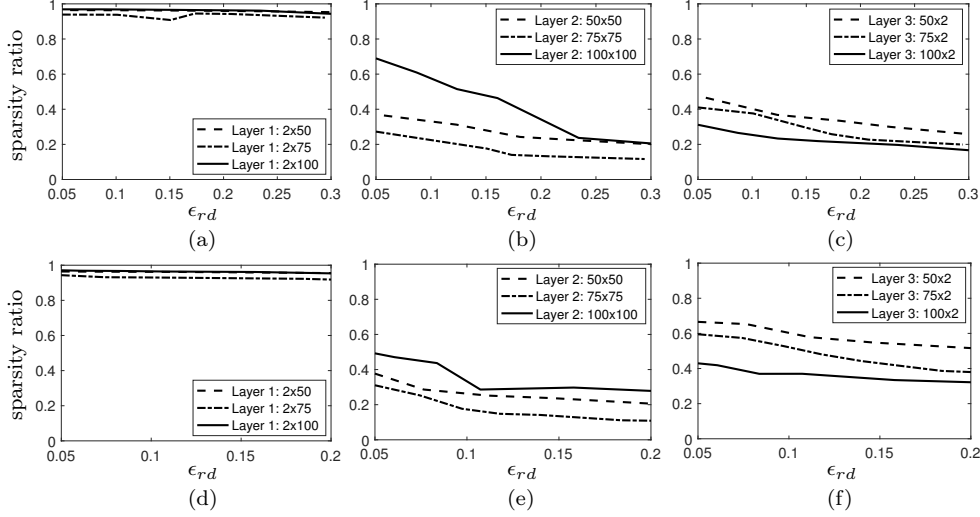 sparsity ratio
1
0.8
0.6
0.4
0.2
0
Layer 1: 2x50
Layer 1: 2x75
Layer 1: 2x100
0.05 0.1 0.15 0.2 0.25 0.3
ϵrd
(a)
1
0.8
0.6
0.4
0.2
0
Layer 2: 50x50
Layer 2: 75x75
Layer 2: 100x100
0.05 0.1 0.15 0.2 0.25 0.3
ϵrd
(b)
1
0.8
0.6
0.4
0.2
0
Layer 3: 50x2
Layer 3: 75x2
Layer 3: 100x2
0.05 0.1 0.15 0.2 0.25 0.3
ϵrd
(c)
sparsity ratio
1
0.8
0.6
0.4
0.2
0
Layer 1: 2x50
Layer 1: 2x75
Layer 1: 2x100
0.05 0.1 0.15 0.2
ϵrd
(d)
1
0.8
0.6
0.4
0.2
0
Layer 2: 50x50
Layer 2: 75x75
Layer 2: 100x100
0.05 0.1 0.15 0.2
ϵrd
(e)
1
0.8
0.6
0.4
0.2
0
Layer 3: 50x2
Layer 3: 75x2
Layer 3: 100x2
0.05 0.1 0.15 0.2
ϵrd
(f)